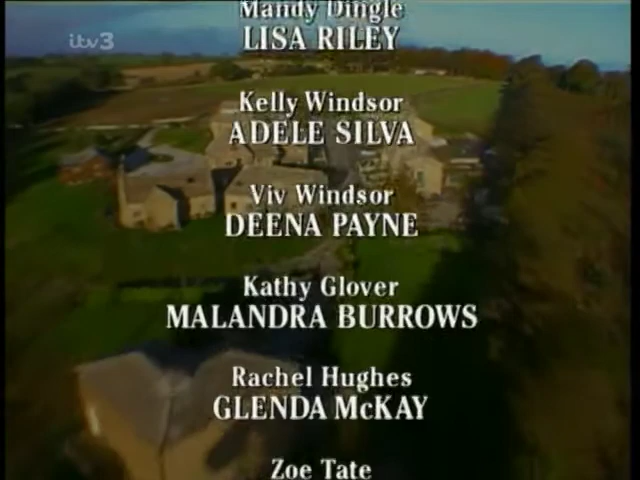 itv3
Mandy Dingle
LISA RILEY
Kelly Windsor
ADELE SILVA
Viv Windsor
DEENA PAYNE
Kathy Glover
MALANDRA BURROWS
Rachel Hughes
GLENDA McKAY
Zoe Tate